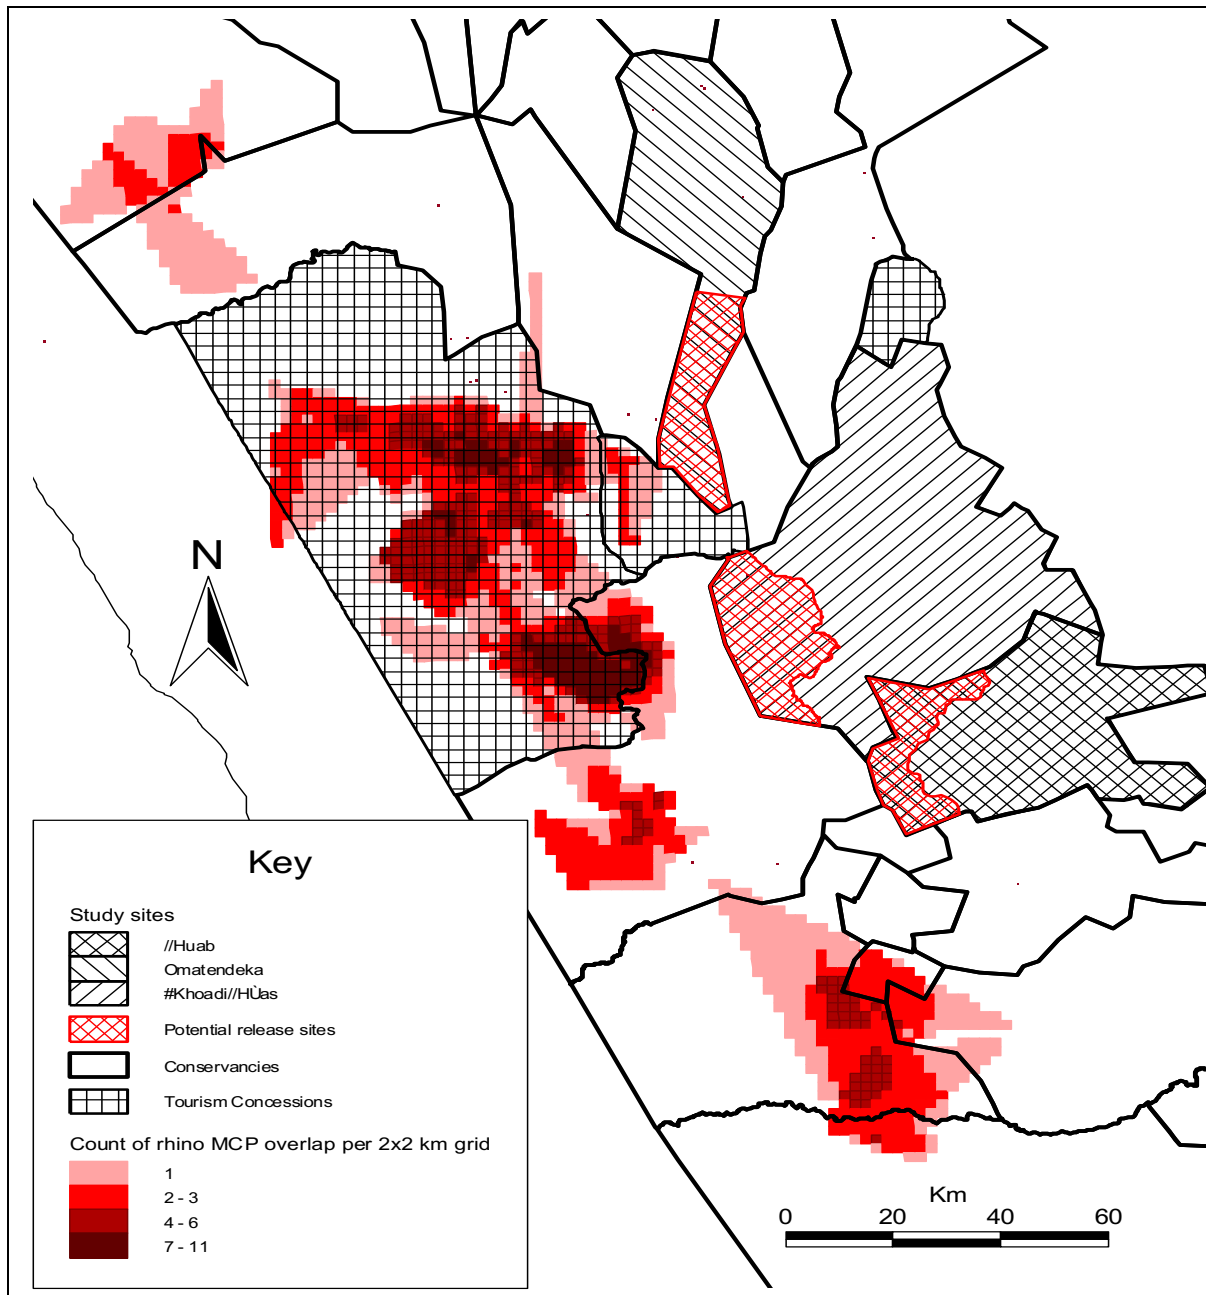 N
Key
Study sites
//Huab
Omatendeka
#Khoadi//HÙas
Potential release sites
Conservancies
Tourism Concessions
Count of rhino MCP overlap per 2x2 km grid
1
2 - 3
4 - 6
7 - 11
Km
0 20 40 60